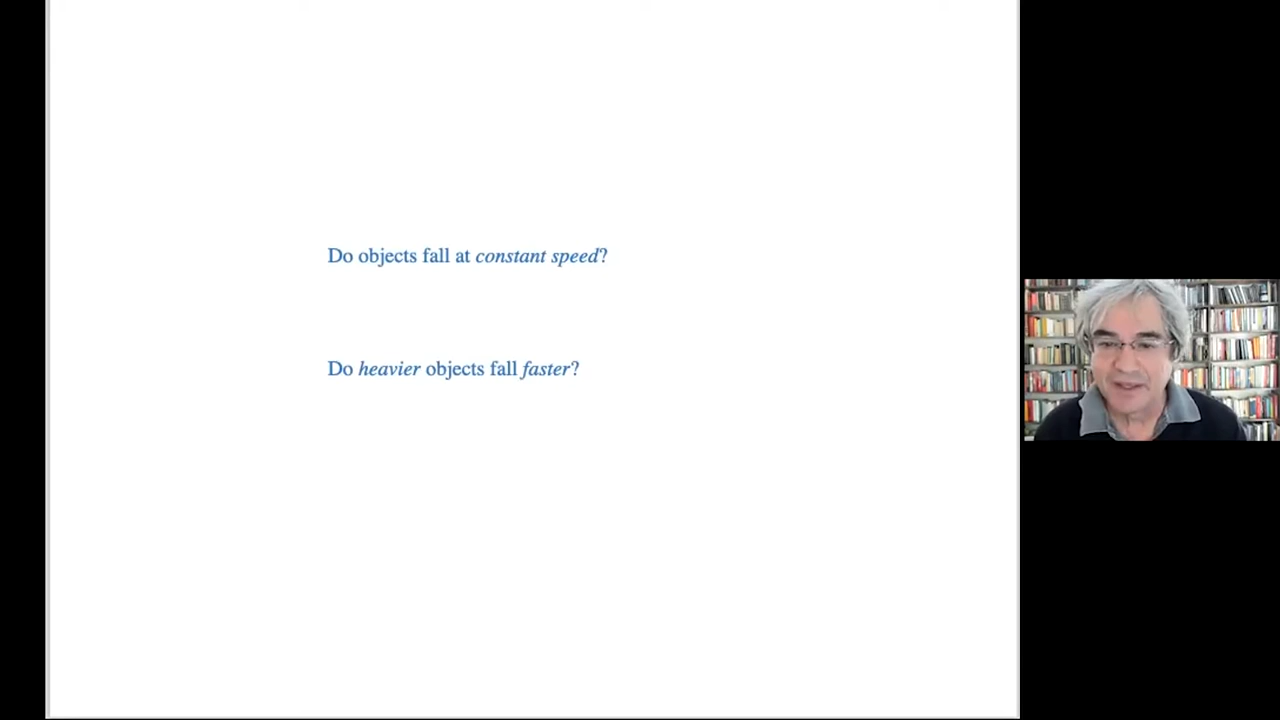 Do objects fall at constant speed?
Do heavier objects fall faster?